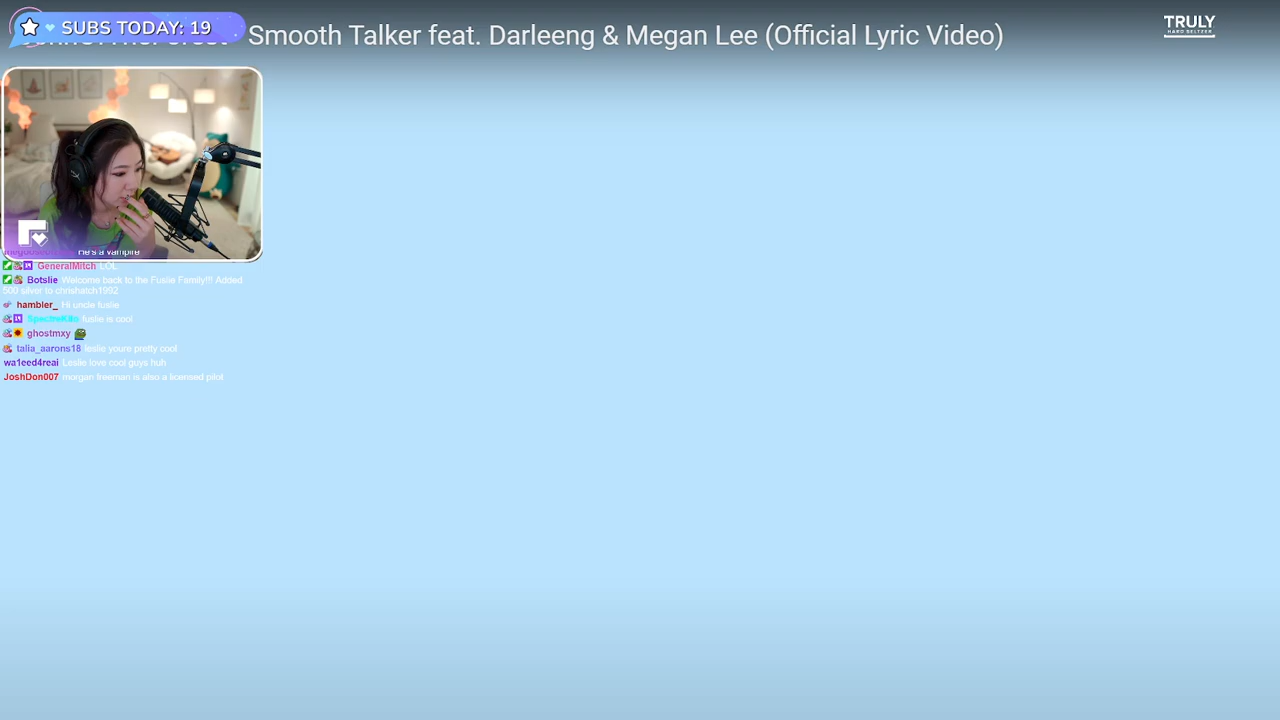 SUBS TODAY: 19
Smooth Talker feat. Darleeng & Megan Lee (Official Lyric Video)
TRULY
HARD SELTZER
He's a vampire
GeneralMitch LOL
Botslie Welcome back to the Fuslie Family!!! Added
500 silver to chrishatch1992
hambler_ Hi uncle fuslie
fuslie is cool
ghostmxy
talia_aarons18 leslie youre pretty cool
wa1eed4reai Leslie love cool guys huh
JoshDon007 morgan freeman is also a licensed pilot